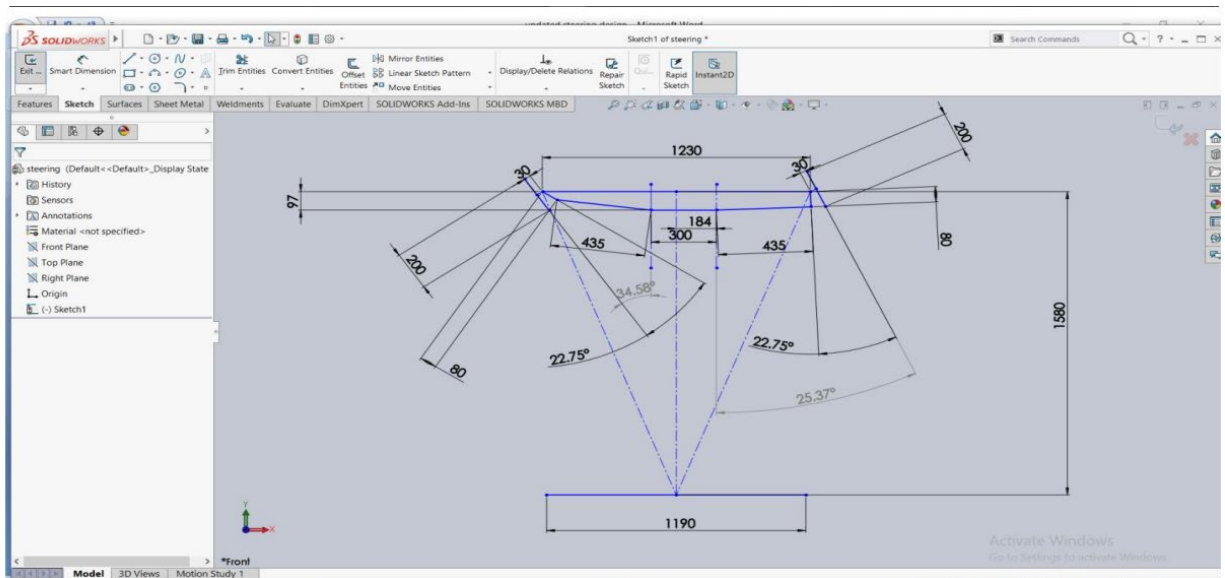 updated steering design - Microsoft Word
SOLIDWORKS
Sketch1 of steering *
Search Commands
Exit ...
Smart Dimension
Trim Entities
Convert Entities
Offset Entities
Mirror Entities
Linear Sketch Pattern
Move Entities
Display/Delete Relations
Repair Sketch
Quic...
Rapid Sketch
Instant2D
Features
Sketch
Surfaces
Sheet Metal
Weldments
Evaluate
DimXpert
SOLIDWORKS Add-Ins
SOLIDWORKS MBD
steering (Default<<Default>_Display State
History
Sensors
Annotations
Material <not specified>
Front Plane
Top Plane
Right Plane
Origin
(-) Sketch1
200
1230
30
30
97
184
300
435
435
80
200
34.58°
1580
22.75°
22.75°
80
25.37°
1190
Y
X
*Front
Activate Windows
Go to Settings to activate Windows.
Model
3D Views
Motion Study 1